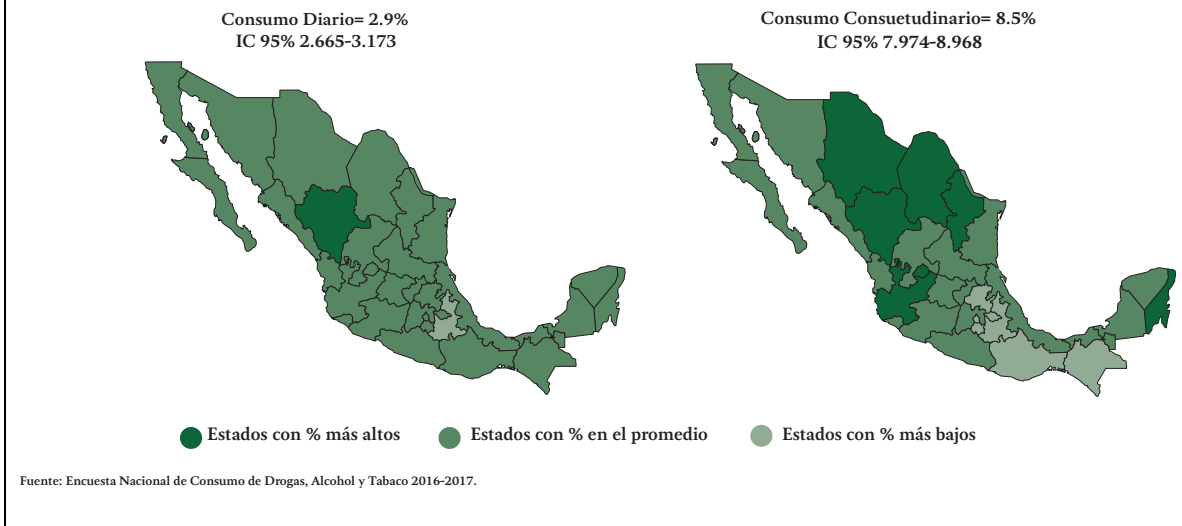 Consumo Diario= 2.9%
IC 95% 2.665-3.173
Consumo Consuetudinario= 8.5%
IC 95% 7.974-8.968
Estados con % más altos
Estados con % en el promedio
Estados con % más bajos
Fuente: Encuesta Nacional de Consumo de Drogas, Alcohol y Tabaco 2016-2017.